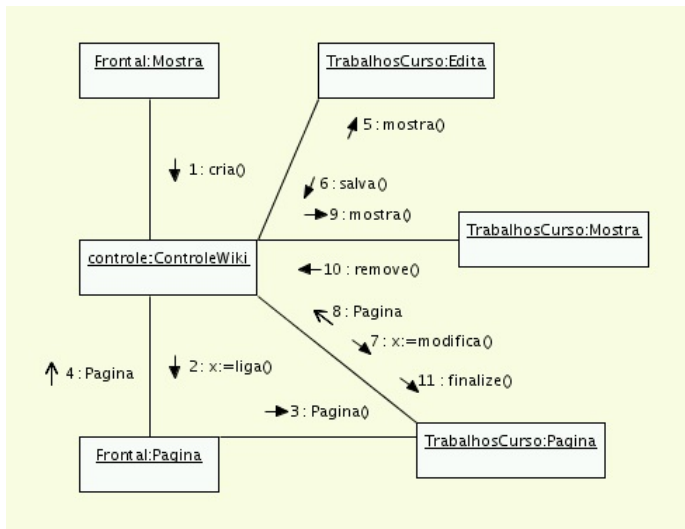 Frontal:Mostra
TrabalhosCurso:Edita
5 : mostra()
1 : cria()
6 : salva()
9 : mostra()
TrabalhosCurso:Mostra
controle:ControleWiki
10 : remove()
8 : Pagina
7 : x:=modifica()
4 : Pagina
2 : x:=liga()
11 : finalize()
3 : Pagina()
Frontal:Pagina
TrabalhosCurso:Pagina